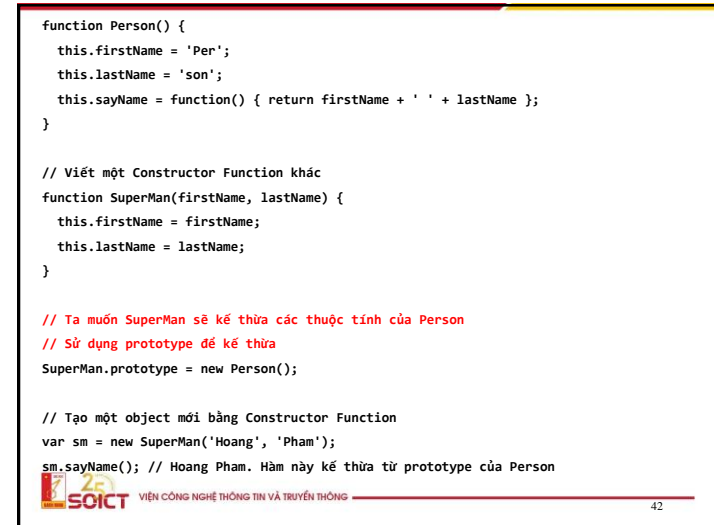 function Person() {
this.firstName = 'Per';
this.lastName = 'son';
this.sayName = function() { return firstName + ' ' + lastName };
}
// Viết một Constructor Function khác
function SuperMan(firstName, lastName) {
this.firstName = firstName;
this.lastName = lastName;
}
// Ta muốn SuperMan sẽ kế thừa các thuộc tính của Person
// Sử dụng prototype để kế thừa
SuperMan.prototype = new Person();
// Tạo một object mới bằng Constructor Function
var sm = new SuperMan('Hoang', 'Pham');
sm.sayName(); // Hoang Pham. Hàm này kế thừa từ prototype của Person
25
SOICT VIỆN CÔNG NGHỆ THÔNG TIN VÀ TRUYỀN THÔNG
42